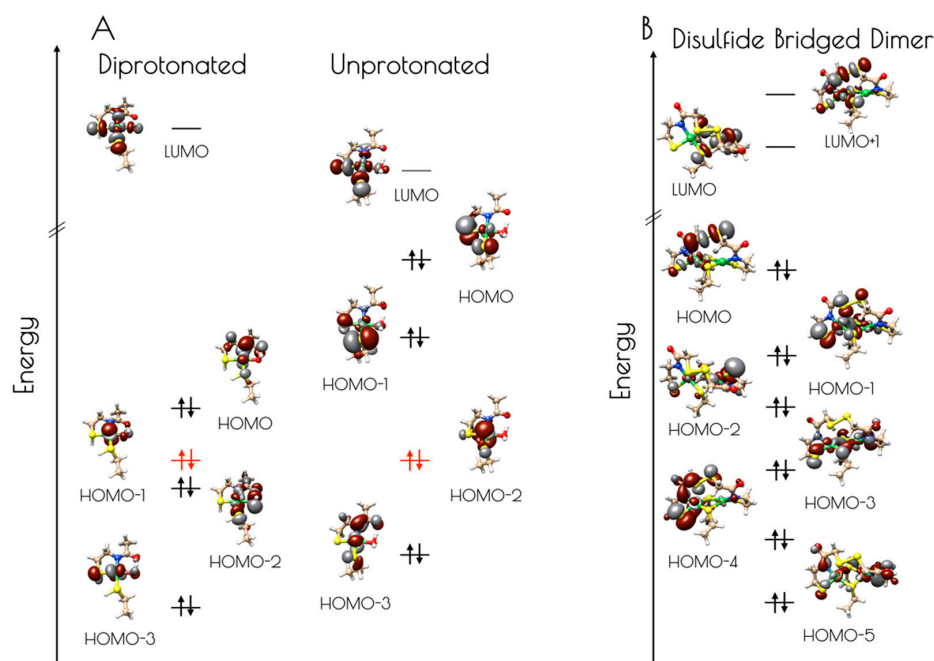 A
Diprotonated
Unprotonated
Energy
LUMO
LUMO
HOMO
HOMO-1
HOMO
HOMO-1
HOMO-2
HOMO-2
HOMO-3
HOMO-3
B
Disulfide Bridged Dimer
Energy
LUMO+1
LUMO
HOMO
HOMO-1
HOMO-2
HOMO-3
HOMO-4
HOMO-5